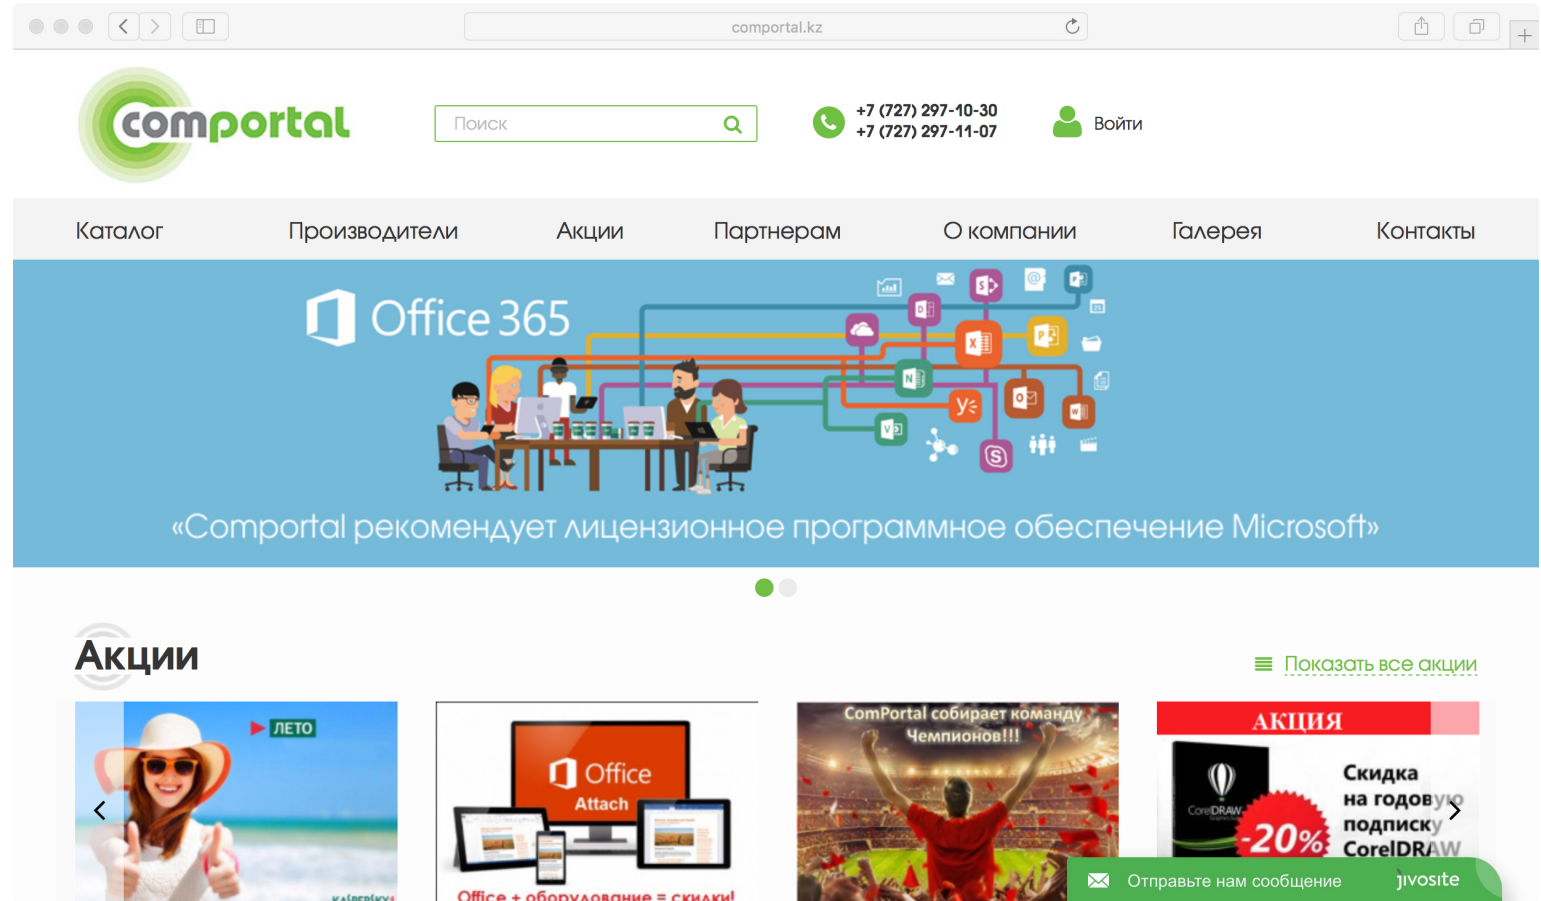 comportal.kz
comportal
Поиск
+7 (727) 297-10-30
+7 (727) 297-11-07
Войти
Каталог
Производители
Акции
Партнерам
О компании
Галерея
Контакты
Office 365
«Comportal рекомендует лицензионное программное обеспечение Microsoft»
Акции
Показать все акции
ЛЕТО
KASPERSKY
Office
Attach
Office + оборудование = скидки!
ComPortal собирает команду
Чемпионов!!!
АКЦИЯ
CorelDRAW
-20%
Скидка
на годовую
подписку
CorelDRAW
Отправьте нам сообщение
jivosite